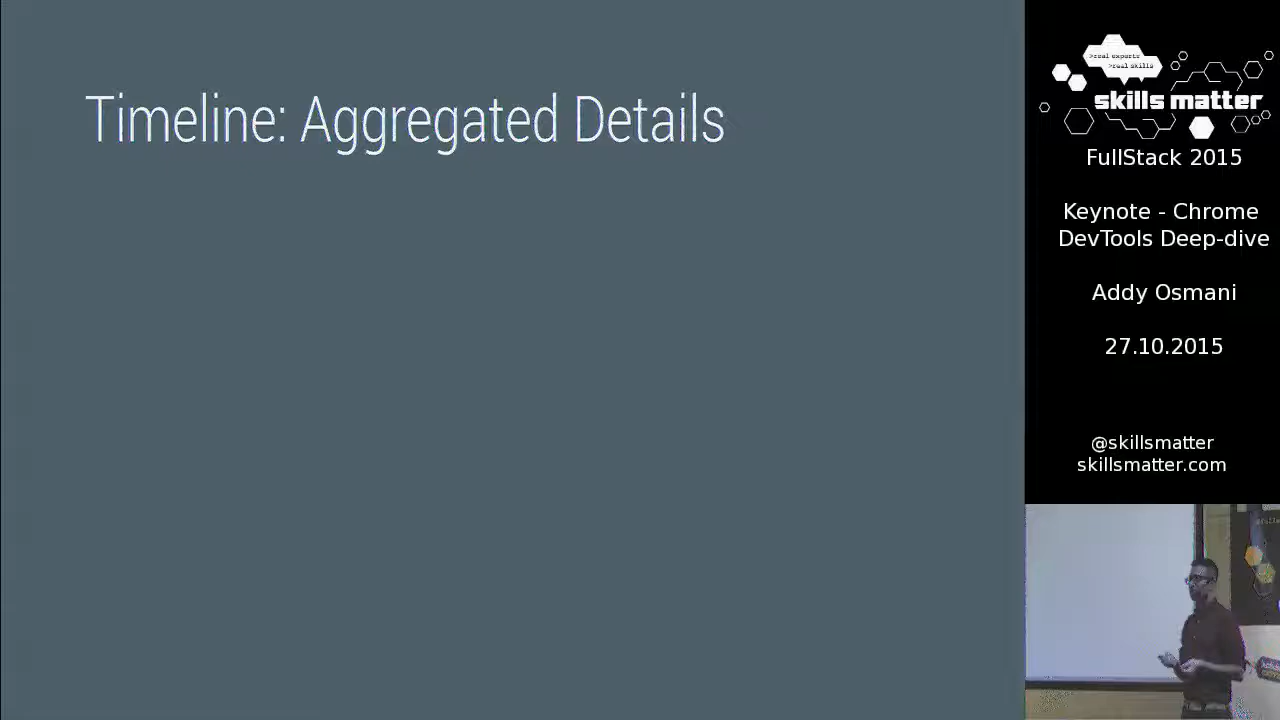 Timeline: Aggregated Details
>real experts
>real skills
skills matter
FullStack 2015
Keynote - Chrome
DevTools Deep-dive
Addy Osmani
27.10.2015
@skillsmatter
skillsmatter.com